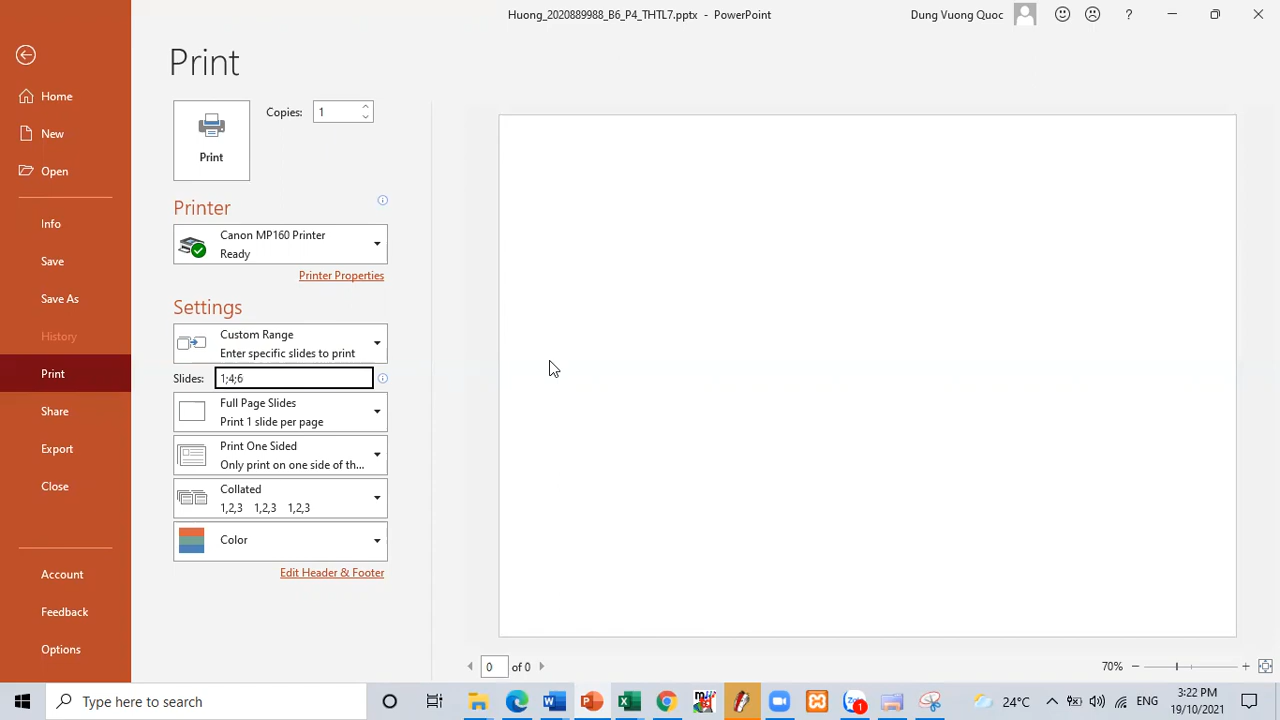 Huong_2020889988_B6_P4_THTL7.pptx - PowerPoint
Dung Vuong Quoc
?
Print
Home
New
Open
Info
Save
Save As
History
Print
Share
Export
Close
Account
Feedback
Options
Print
Copies: 1
Printer
Canon MP160 Printer
Ready
Printer Properties
Settings
Custom Range
Enter specific slides to print
Slides: 1;4;6
Full Page Slides
Print 1 slide per page
Print One Sided
Only print on one side of th...
Collated
1,2,3 1,2,3 1,2,3
Color
Edit Header & Footer
0 of 0
70%
Type here to search
1
24°C
ENG
3:22 PM
19/10/2021